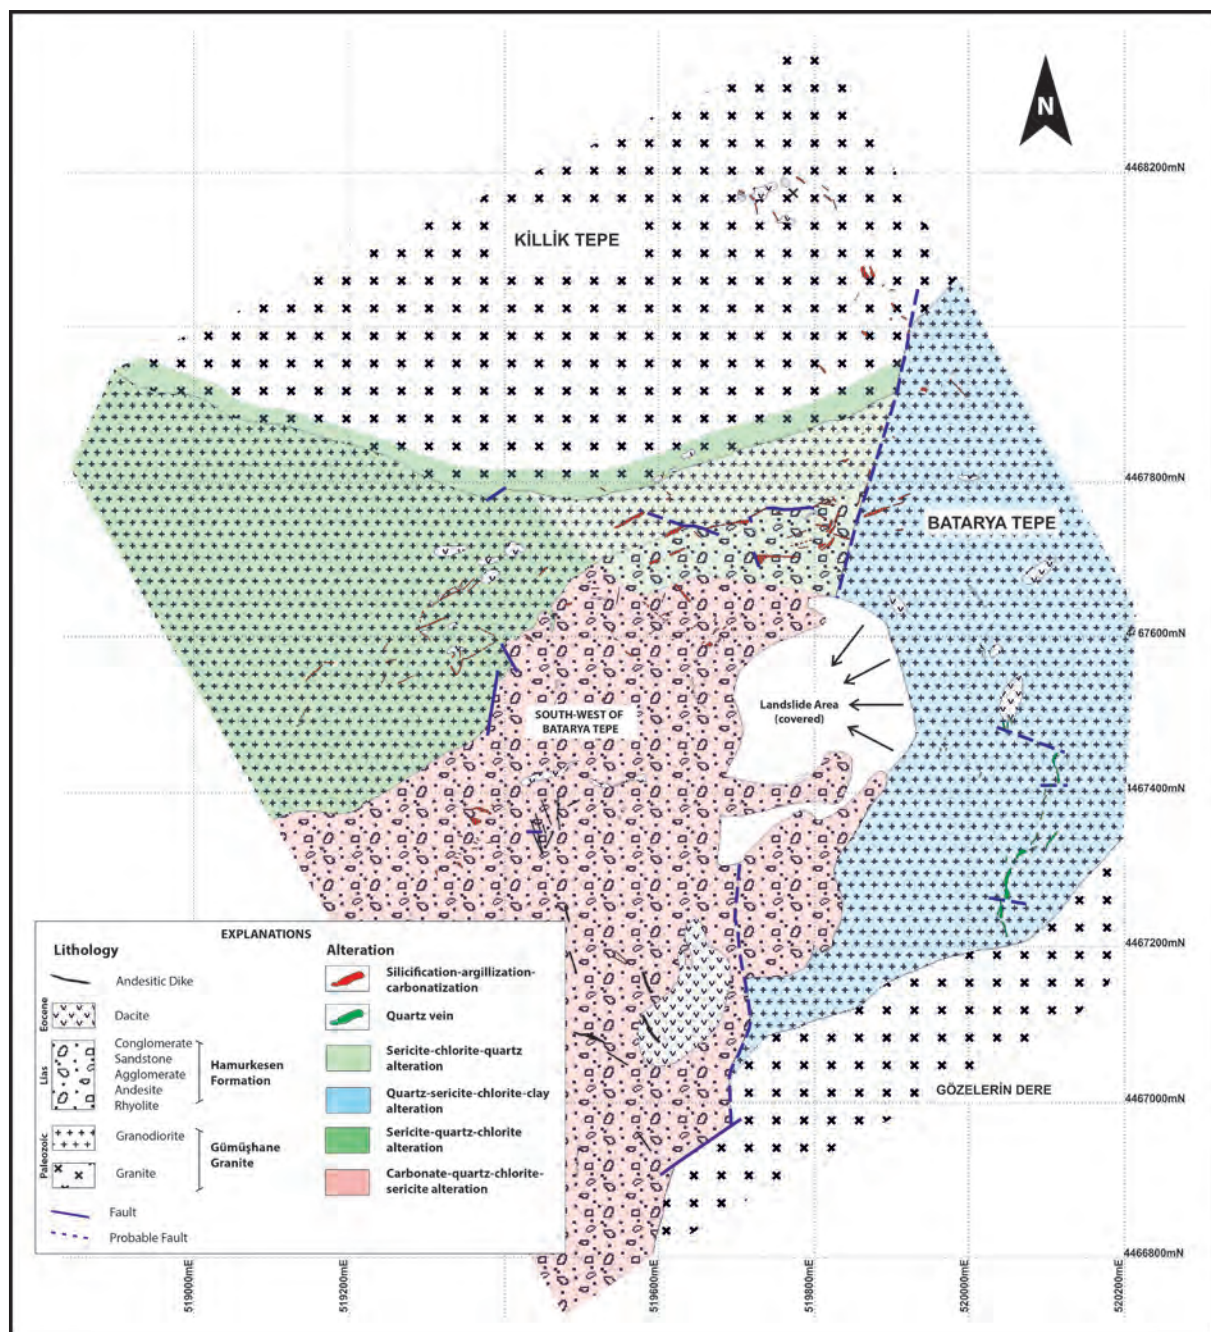 N
4468200mN
KİLLİK TEPE
4467800mN
BATARYA TEPE
4467600mN
SOUTH-WEST OF
BATARYA TEPE
Landslide Area
(covered)
4467400mN
4467200mN
GÖZELERİN DERE
4467000mN
4466800mN
EXPLANATIONS
Lithology
Andesitic Dike
Eocene
Dacite
Lias
Conglomerate
Sandstone
Agglomerate
Andesite
Rhyolite
Hamurkesen
Formation
Paleozoic
Granodiorite
Granite
Gümüşhane
Granite
Fault
Probable Fault
Alteration
Silicification-argillization-
carbonatization
Quartz vein
Sericite-chlorite-quartz
alteration
Quartz-sericite-chlorite-clay
alteration
Sericite-quartz-chlorite
alteration
Carbonate-quartz-chlorite-
sericite alteration
519000mE
519200mE
519600mE
519800mE
520000mE
520200mE